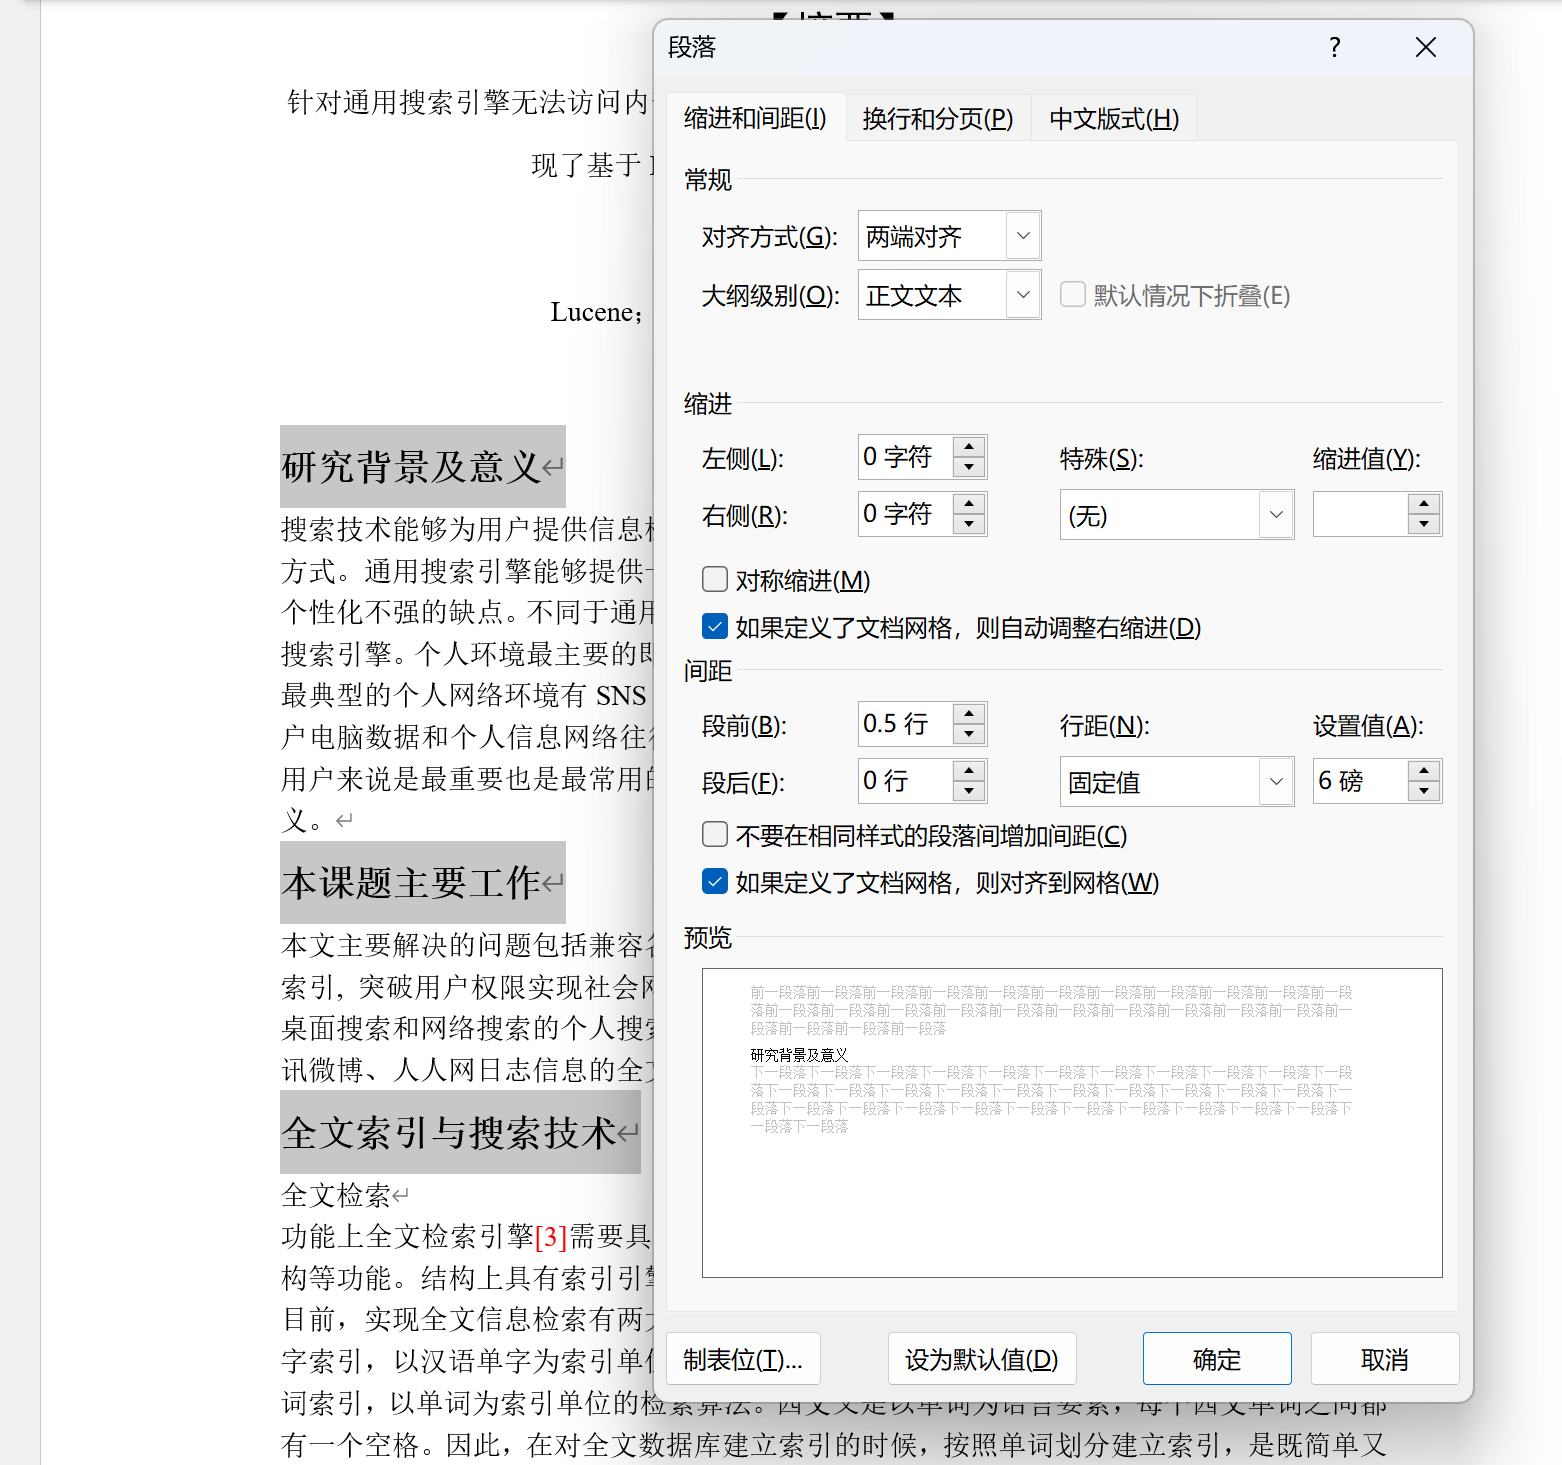 段落
缩进和间距(I) 换行和分页(P) 中文版式(H)
常规
对齐方式(G): 两端对齐
大纲级别(O): 正文文本 默认情况下折叠(E)
缩进
左侧(L): 0 字符 特殊(S): 缩进值(Y):
右侧(R): 0 字符 (无)
对称缩进(M)
如果定义了文档网格，则自动调整右缩进(D)
间距
段前(B): 0.5 行 行距(N): 设置值(A):
段后(F): 0 行 固定值 6 磅
不要在相同样式的段落间增加间距(C)
如果定义了文档网格，则对齐到网格(W)
预览
前一段落前一段落前一段落前一段落前一段落前一段落前一段落前一段落前一段落前一段落前一段
落前一段落前一段落前一段落前一段落前一段落前一段落前一段落前一段落前一段落前一段落前一
段落前一段落前一段落前一段落
研究背景及意义
下一段落下一段落下一段落下一段落下一段落下一段落下一段落下一段落下一段落下一段落下一段
落下一段落下一段落下一段落下一段落下一段落下一段落下一段落下一段落下一段落下一段落下一
段落下一段落下一段落下一段落下一段落下一段落下一段落下一段落下一段落下一段落下一段落下
一段落下一段落
制表位(T)... 设为默认值(D) 确定 取消
针对通用搜索引擎无法访问内
现了基于
Lucene；
研究背景及意义
搜索技术能够为用户提供信息
方式。通用搜索引擎能够提供
个性化不强的缺点。不同于通用
搜索引擎。个人环境最主要的即
最典型的个人网络环境有 SNS
户电脑数据和个人信息网络往
用户来说是最重要也是最常用的
义。
本课题主要工作
本文主要解决的问题包括兼容
索引, 突破用户权限实现社会网
桌面搜索和网络搜索的个人搜索
讯微博、人人网日志信息的全文
全文索引与搜索技术
全文检索
功能上全文检索引擎[3]需要具
构等功能。结构上具有索引引擎
目前，实现全文信息检索有两大
字索引，以汉语单字为索引单位
词索引，以单词为索引单位的检索算法。西文文是以单词为语言要素，每个西文单词之间都
有一个空格。因此，在对全文数据库建立索引的时候，按照单词划分建立索引，是既简单又